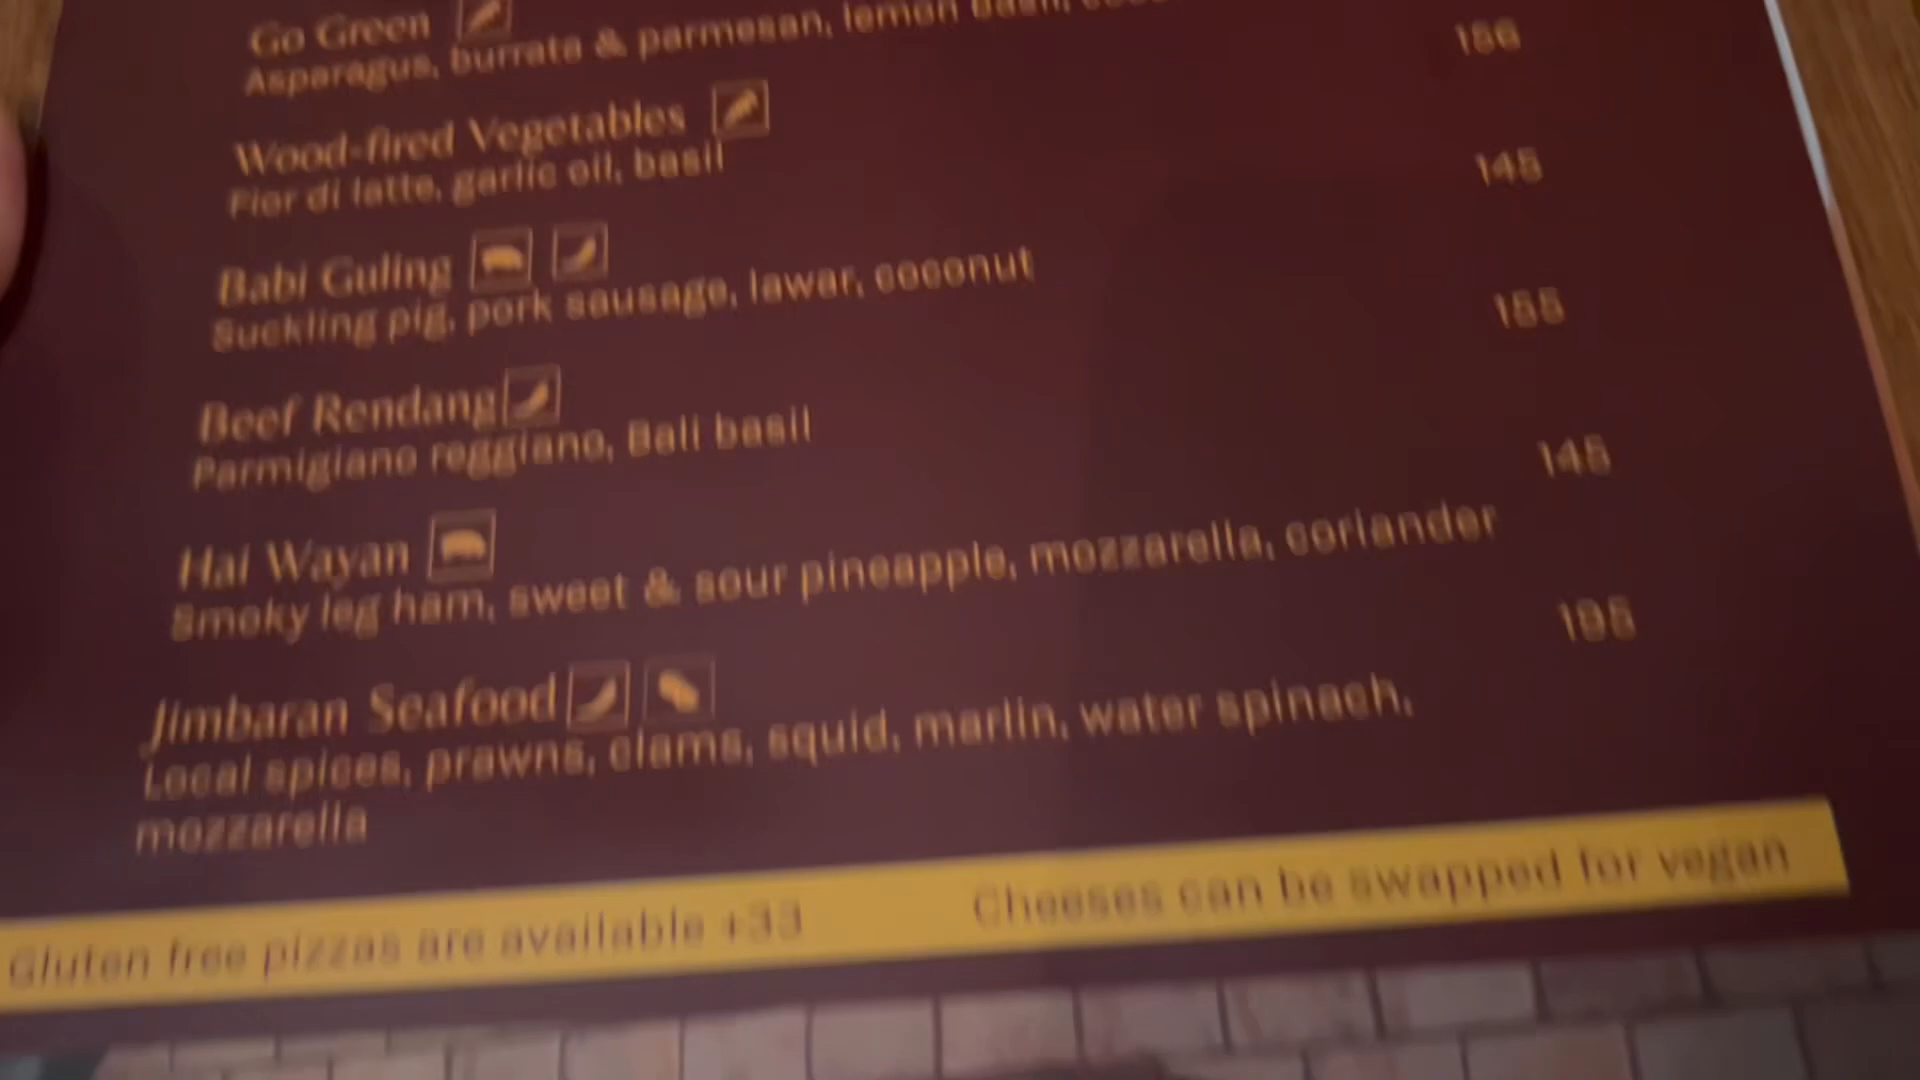 Go Green
Asparagus, burrata & parmesan, lemon basil,
Wood-fired Vegetables
Fior di latte, garlic oil, basil
Babi Guling 145
Suckling pig, pork sausage, lawar, coconut
Beef Rendang 155
Parmigiano reggiano, Bali basil
Hai Wayan 145
Smoky leg ham, sweet & sour pineapple, mozzarella, coriander
Jimbaran Seafood 195
Local spices, prawns, clams, squid, marlin, water spinach,
mozzarella
Gluten free pizzas are available +33 Cheeses can be swapped for vegan